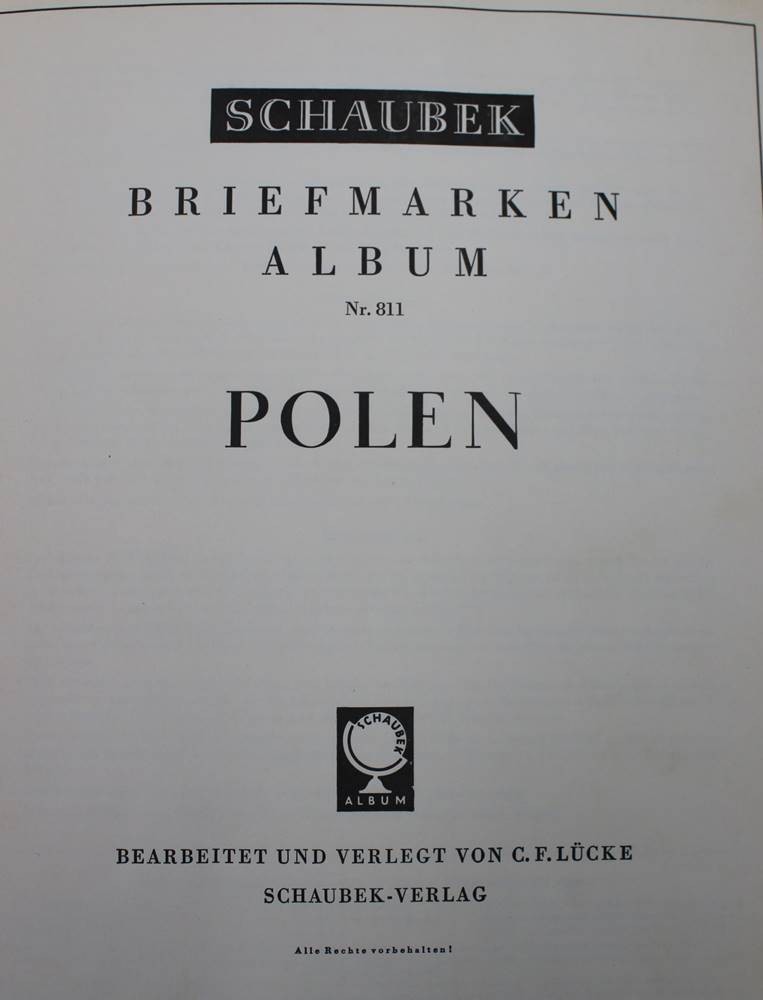 SCHAUBEK
BRIEFMARKEN
ALBUM
Nr. 811
POLEN
SCHAUBEK
ALBUM
BEARBEITET UND VERLEGT VON C. F. LÜCKE
SCHAUBEK-VERLAG
Alle Rechte vorbehalten!